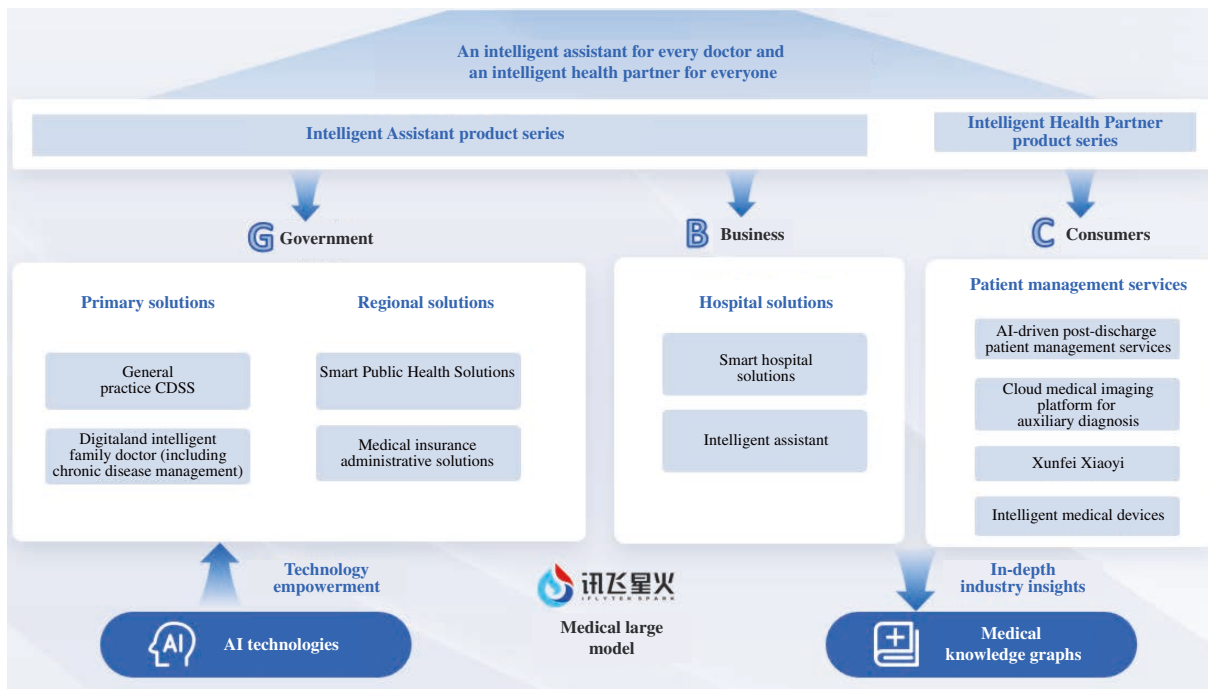 An intelligent assistant for every doctor and
an intelligent health partner for everyone
Intelligent Assistant product series
Intelligent Health Partner
product series
G Government
B Business
C Consumers
Primary solutions
General
practice CDSS
Digitaland intelligent
family doctor (including
chronic disease management)
Regional solutions
Smart Public Health Solutions
Medical insurance
administrative solutions
Hospital solutions
Smart hospital
solutions
Intelligent assistant
Patient management services
AI-driven post-discharge
patient management services
Cloud medical imaging
platform for
auxiliary diagnosis
Xunfei Xiaoyi
Intelligent medical devices
Technology
empowerment
讯飞星火
IFLYTEK SPARK
Medical large
model
In-depth
industry insights
AI
AI technologies
Medical
knowledge graphs